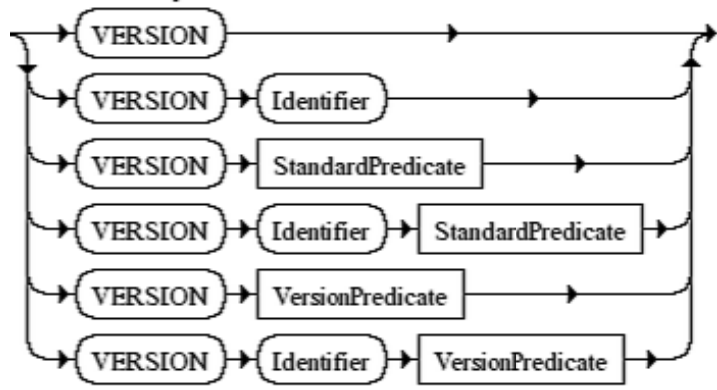 VERSION
VERSION Identifier
VERSION StandardPredicate
VERSION Identifier StandardPredicate
VERSION VersionPredicate
VERSION Identifier VersionPredicate